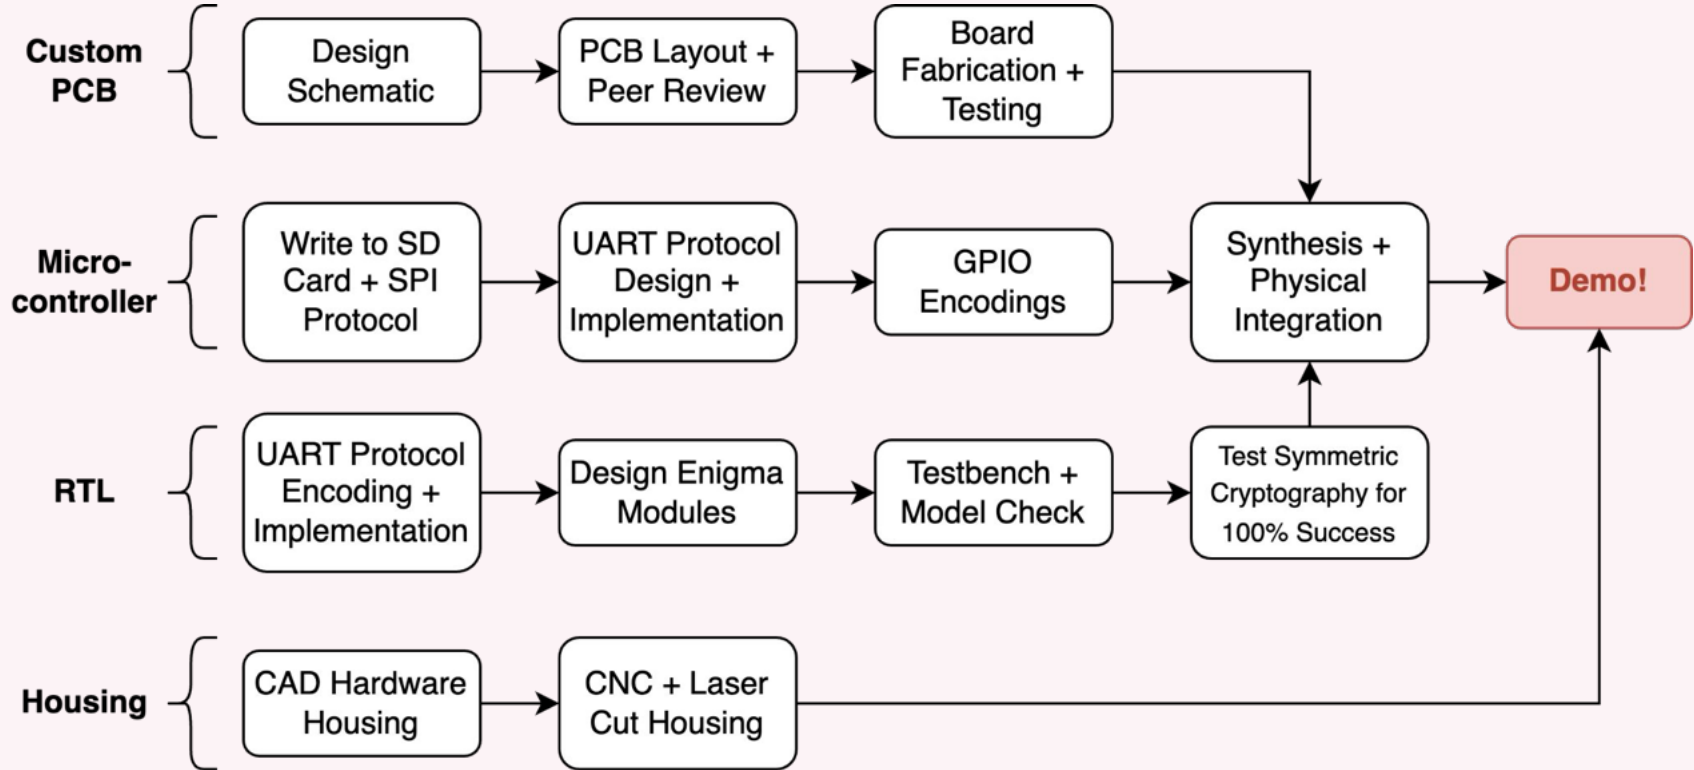 Custom
PCB
Design
Schematic
PCB Layout +
Peer Review
Board
Fabrication +
Testing
Micro-
controller
Write to SD
Card + SPI
Protocol
UART Protocol
Design +
Implementation
GPIO
Encodings
Synthesis +
Physical
Integration
Demo!
RTL
UART Protocol
Encoding +
Implementation
Design Enigma
Modules
Testbench +
Model Check
Test Symmetric
Cryptography for
100% Success
Housing
CAD Hardware
Housing
CNC + Laser
Cut Housing